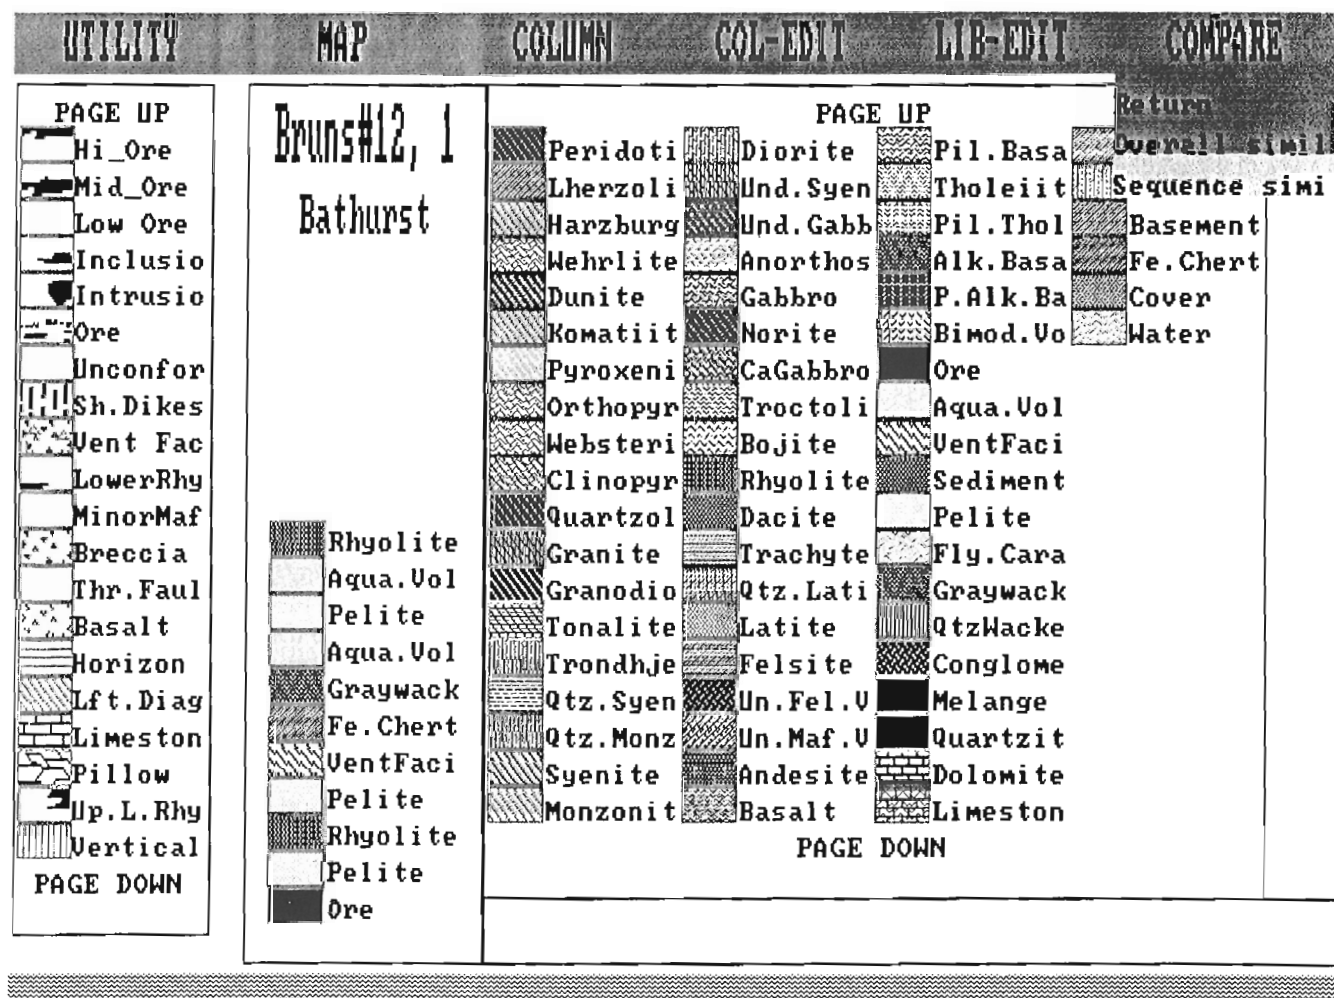 UTILITY MAP COLUMN COL-EDIT LIB-EDIT COMPARE
Return
Overall simil
Sequence simi
PAGE UP
Hi_Ore
Mid_Ore
Low Ore
Inclusio
Intrusio
Ore
Unconfor
Sh.Dikes
Vent Fac
LowerRhy
MinorMaf
Breccia
Thr.Faul
Basalt
Horizon
Lft.Diag
Limeston
Pillow
Up.L.Rhy
Vertical
PAGE DOWN
Bruns#12, 1
Bathurst
Rhyolite
Aqua.Vol
Pelite
Aqua.Vol
Graywack
Fe.Chert
VentFaci
Pelite
Rhyolite
Pelite
Ore
PAGE UP
Peridoti
Lherzoli
Harzburg
Wehrlite
Dunite
Komatiit
Pyroxeni
Orthopyr
Websteri
Clinopyr
Quartzol
Granite
Granodio
Tonalite
Trondhje
Qtz.Syen
Qtz.Monz
Syenite
Monzonit
Diorite
Und.Syen
Und.Gabb
Anorthos
Gabbro
Norite
CaGabbro
Troctoli
Bojite
Rhyolite
Dacite
Trachyte
Qtz.Lati
Latite
Felsite
Un.Fel.V
Un.Maf.V
Andesite
Basalt
Pil.Basa
Tholeiit
Pil.Thol
Alk.Basa
P.Alk.Ba
Bimod.Vo
Ore
Aqua.Vol
VentFaci
Sediment
Pelite
Fly.Cara
Graywack
QtzWacke
Conglome
Melange
Quartzit
Dolomite
Limeston
Basement
Fe.Chert
Cover
Water
PAGE DOWN